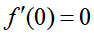 f′(0) = 0